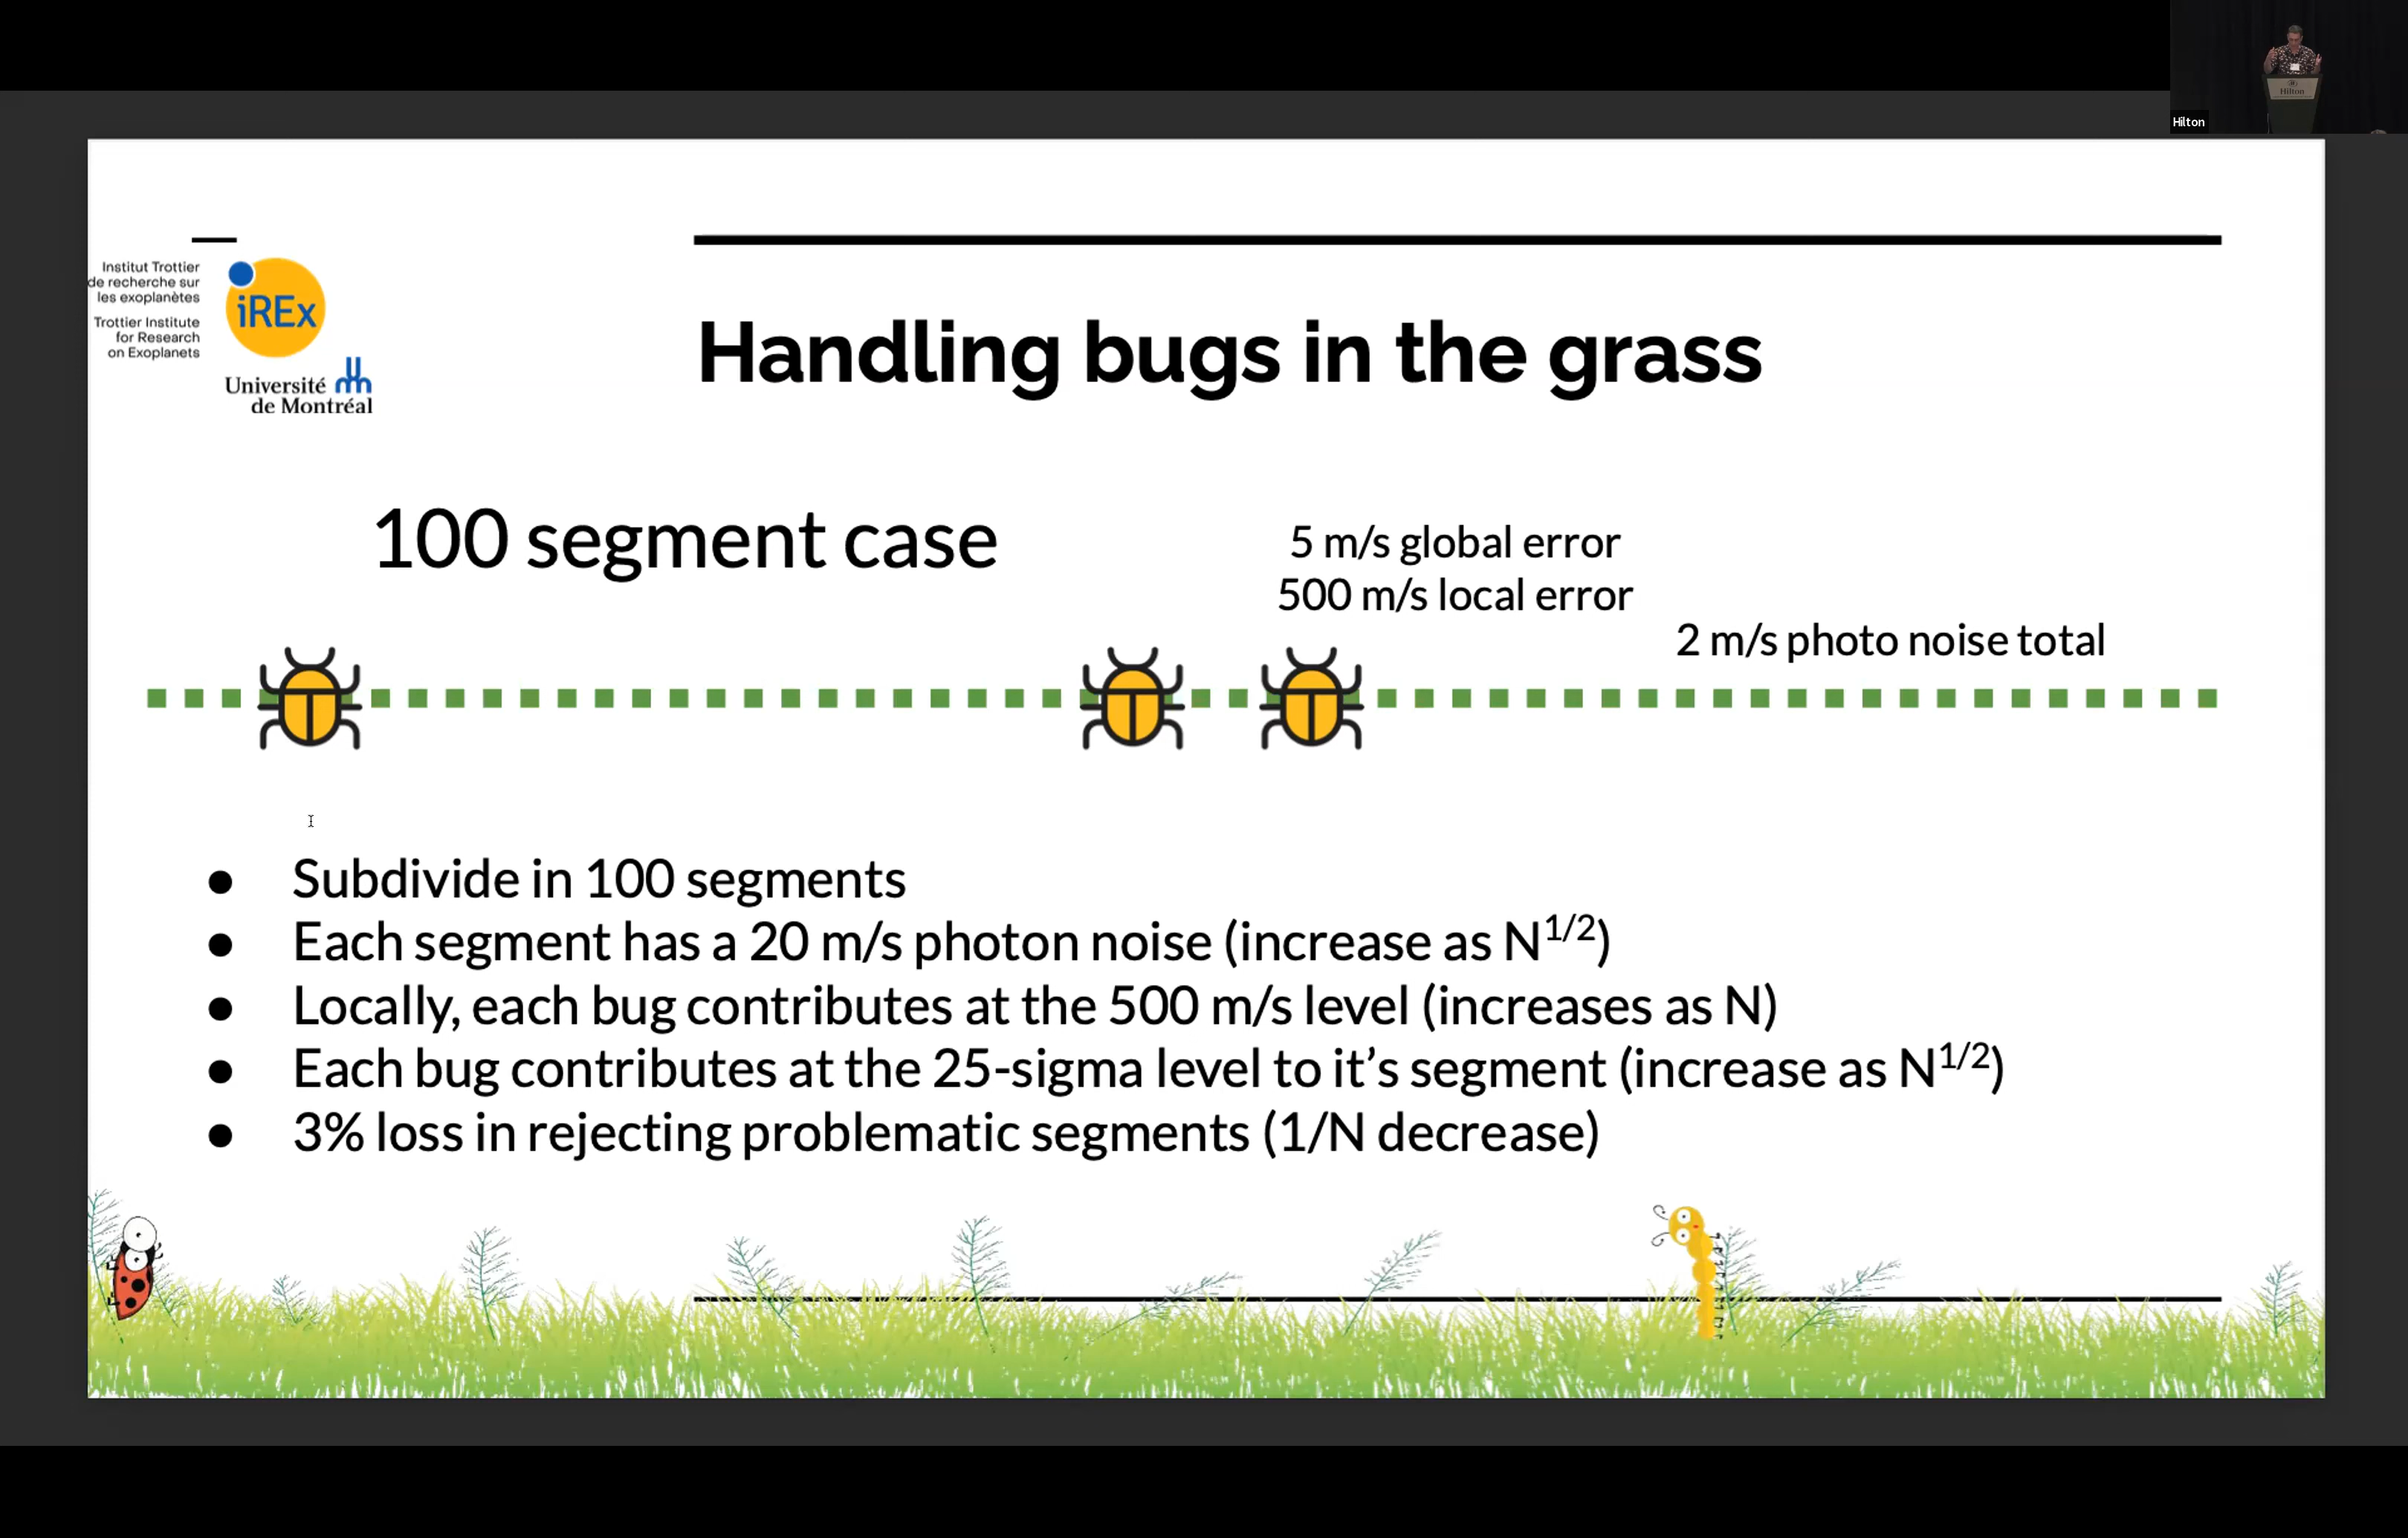 Hilton
Hilton
Institut Trottier
de recherche sur
les exoplanètes
Trottier Institute
for Research
on Exoplanets
iREx
Université
de Montréal
Handling bugs in the grass
100 segment case
5 m/s global error
500 m/s local error
2 m/s photo noise total
● Subdivide in 100 segments
● Each segment has a 20 m/s photon noise (increase as N^1/2)
● Locally, each bug contributes at the 500 m/s level (increases as N)
● Each bug contributes at the 25-sigma level to it’s segment (increase as N^1/2)
● 3% loss in rejecting problematic segments (1/N decrease)